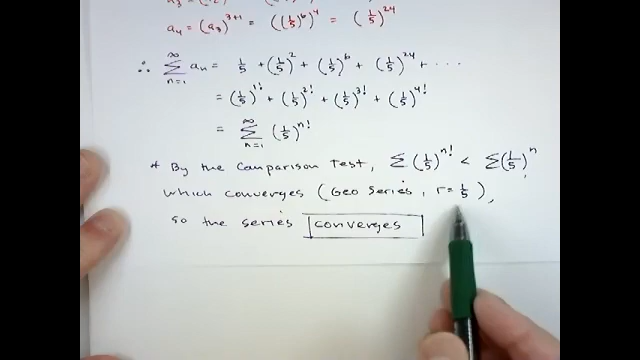 a₄ = (a₃)³⁺¹ = ((1/5)⁶)⁴ = (1/5)²⁴
∴ ∑_{n=1}^{∞} aₙ = 1/5 + (1/5)² + (1/5)⁶ + (1/5)²⁴ + ....
= (1/5)^{1!} + (1/5)^{2!} + (1/5)^{3!} + (1/5)^{4!}
= ∑_{n=1}^{∞} (1/5)^{n!}
* By the Comparison Test, ∑(1/5)^{n!} < ∑(1/5)^n,
which converges (Geo Series, r=1/5),
so the series converges